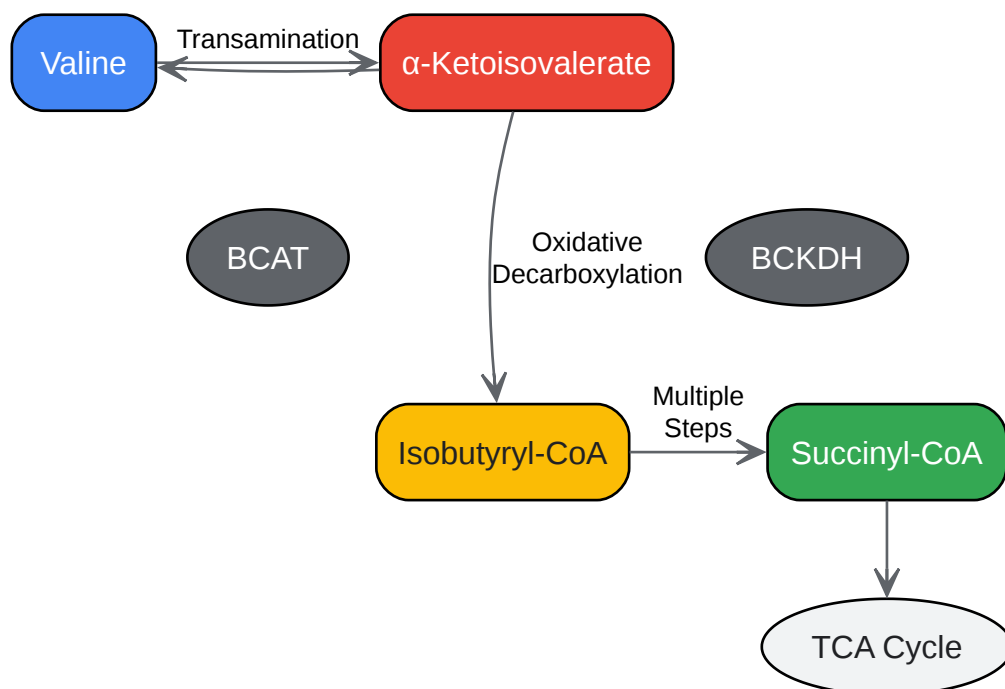 Valine
Transamination
α-Ketoisovalerate
BCAT
Oxidative
Decarboxylation
BCKDH
Isobutyryl-CoA
Multiple
Steps
Succinyl-CoA
TCA Cycle